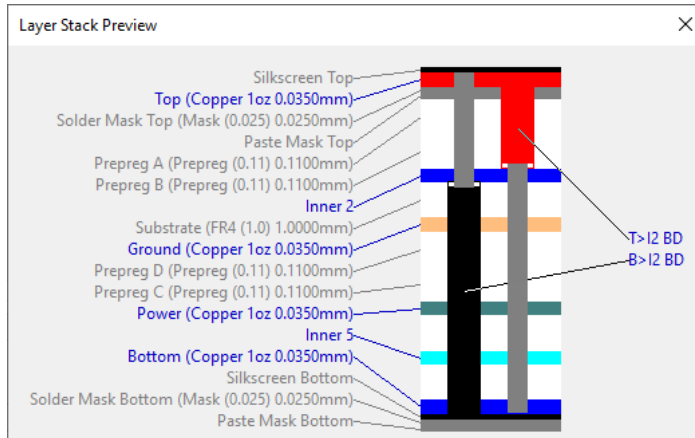 Layer Stack Preview
Silkscreen Top
Top (Copper 1oz 0.0350mm)
Solder Mask Top (Mask (0.025) 0.0250mm)
Paste Mask Top
Prepreg A (Prepreg (0.11) 0.1100mm)
Prepreg B (Prepreg (0.11) 0.1100mm)
Inner 2
Substrate (FR4 (1.0) 1.0000mm)
Ground (Copper 1oz 0.0350mm)
T>I2 BD
B>I2 BD
Prepreg D (Prepreg (0.11) 0.1100mm)
Prepreg C (Prepreg (0.11) 0.1100mm)
Power (Copper 1oz 0.0350mm)
Inner 5
Bottom (Copper 1oz 0.0350mm)
Silkscreen Bottom
Solder Mask Bottom (Mask (0.025) 0.0250mm)
Paste Mask Bottom